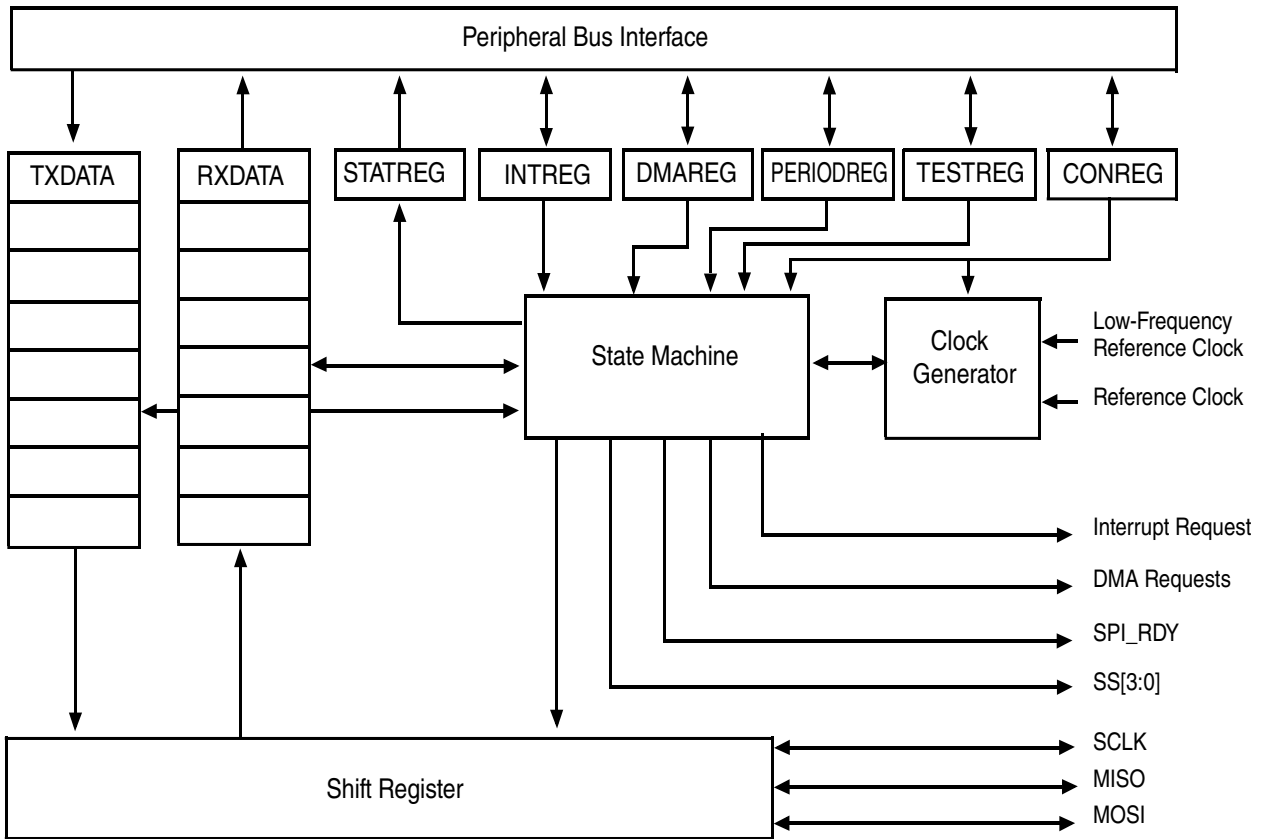 Peripheral Bus Interface
TXDATA
RXDATA
STATREG
INTREG
DMAREG
PERIODREG
TESTREG
CONREG
State Machine
Clock
Generator
Low-Frequency
Reference Clock
Reference Clock
Interrupt Request
DMA Requests
SPI_RDY
SS[3:0]
SCLK
MISO
MOSI
Shift Register